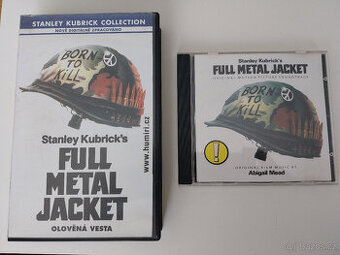 STANLEY KUBRICK COLLECTION
NOVĚ DIGITÁLNĚ ZPRACOVÁNO
BORN TO KILL
www.humiri.cz
Stanley Kubrick's
FULL
METAL
JACKET
OLOVĚNÁ VESTA
Stanley Kubrick's
FULL METAL JACKET
ORIGINAL MOTION PICTURE SOUNDTRACK
BORN TO KILL
!
ORIGINAL FILM MUSIC BY
Abigail Mead